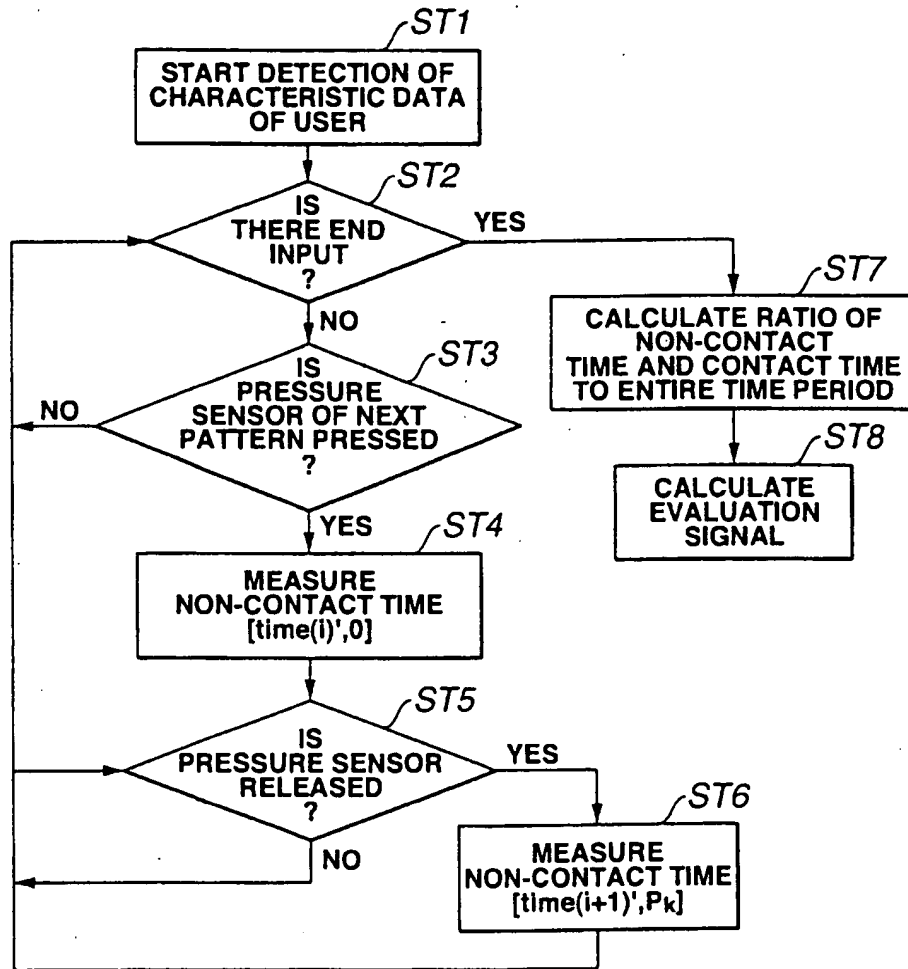 ST1
START DETECTION OF
CHARACTERISTIC DATA
OF USER
ST2
IS
THERE END
INPUT
?
YES
NO
ST7
CALCULATE RATIO OF
NON-CONTACT
TIME AND CONTACT TIME
TO ENTIRE TIME PERIOD
ST3
IS
PRESSURE
SENSOR OF NEXT
PATTERN PRESSED
?
NO
YES
ST8
CALCULATE
EVALUATION
SIGNAL
ST4
MEASURE
NON-CONTACT TIME
[time(i)',0]
ST5
IS
PRESSURE SENSOR
RELEASED
?
YES
NO
ST6
MEASURE
NON-CONTACT TIME
[time(i+1)',Pk]